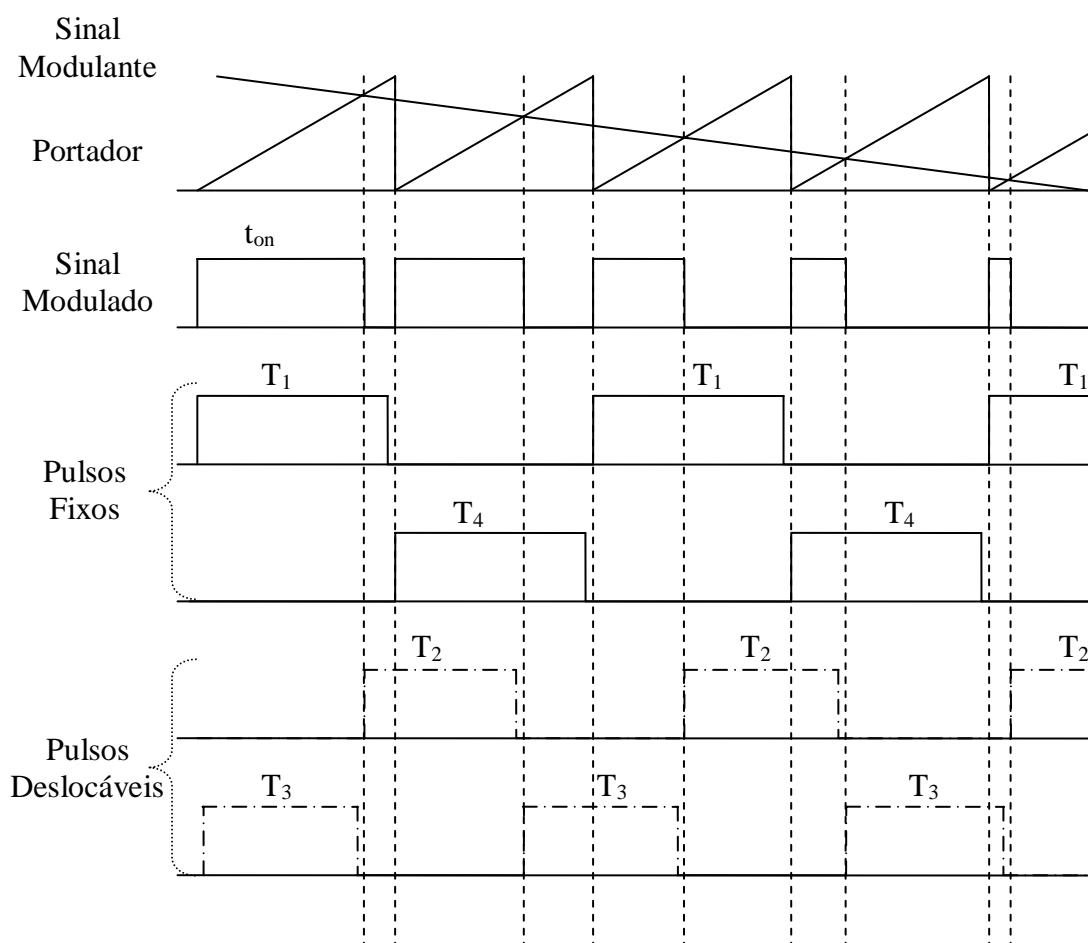 Sinal
Modulante
Portador
t_on
Sinal
Modulado
T₁ T₁ T₁
Pulsos
Fixos
T₄ T₄
T₂ T₂ T₂
Pulsos
Deslocáveis
T₃ T₃ T₃